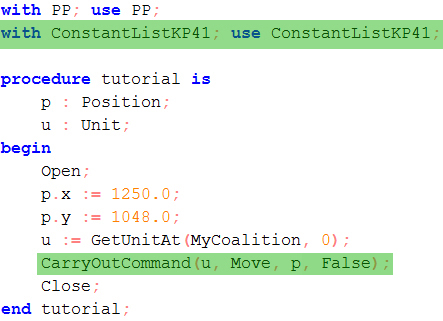 with PP; use PP;
with ConstantListKP41; use ConstantListKP41;
procedure tutorial is
p : Position;
u : Unit;
begin
Open;
p.x := 1250.0;
p.y := 1048.0;
u := GetUnitAt(MyCoalition, 0);
CarryOutCommand(u, Move, p, False);
Close;
end tutorial;